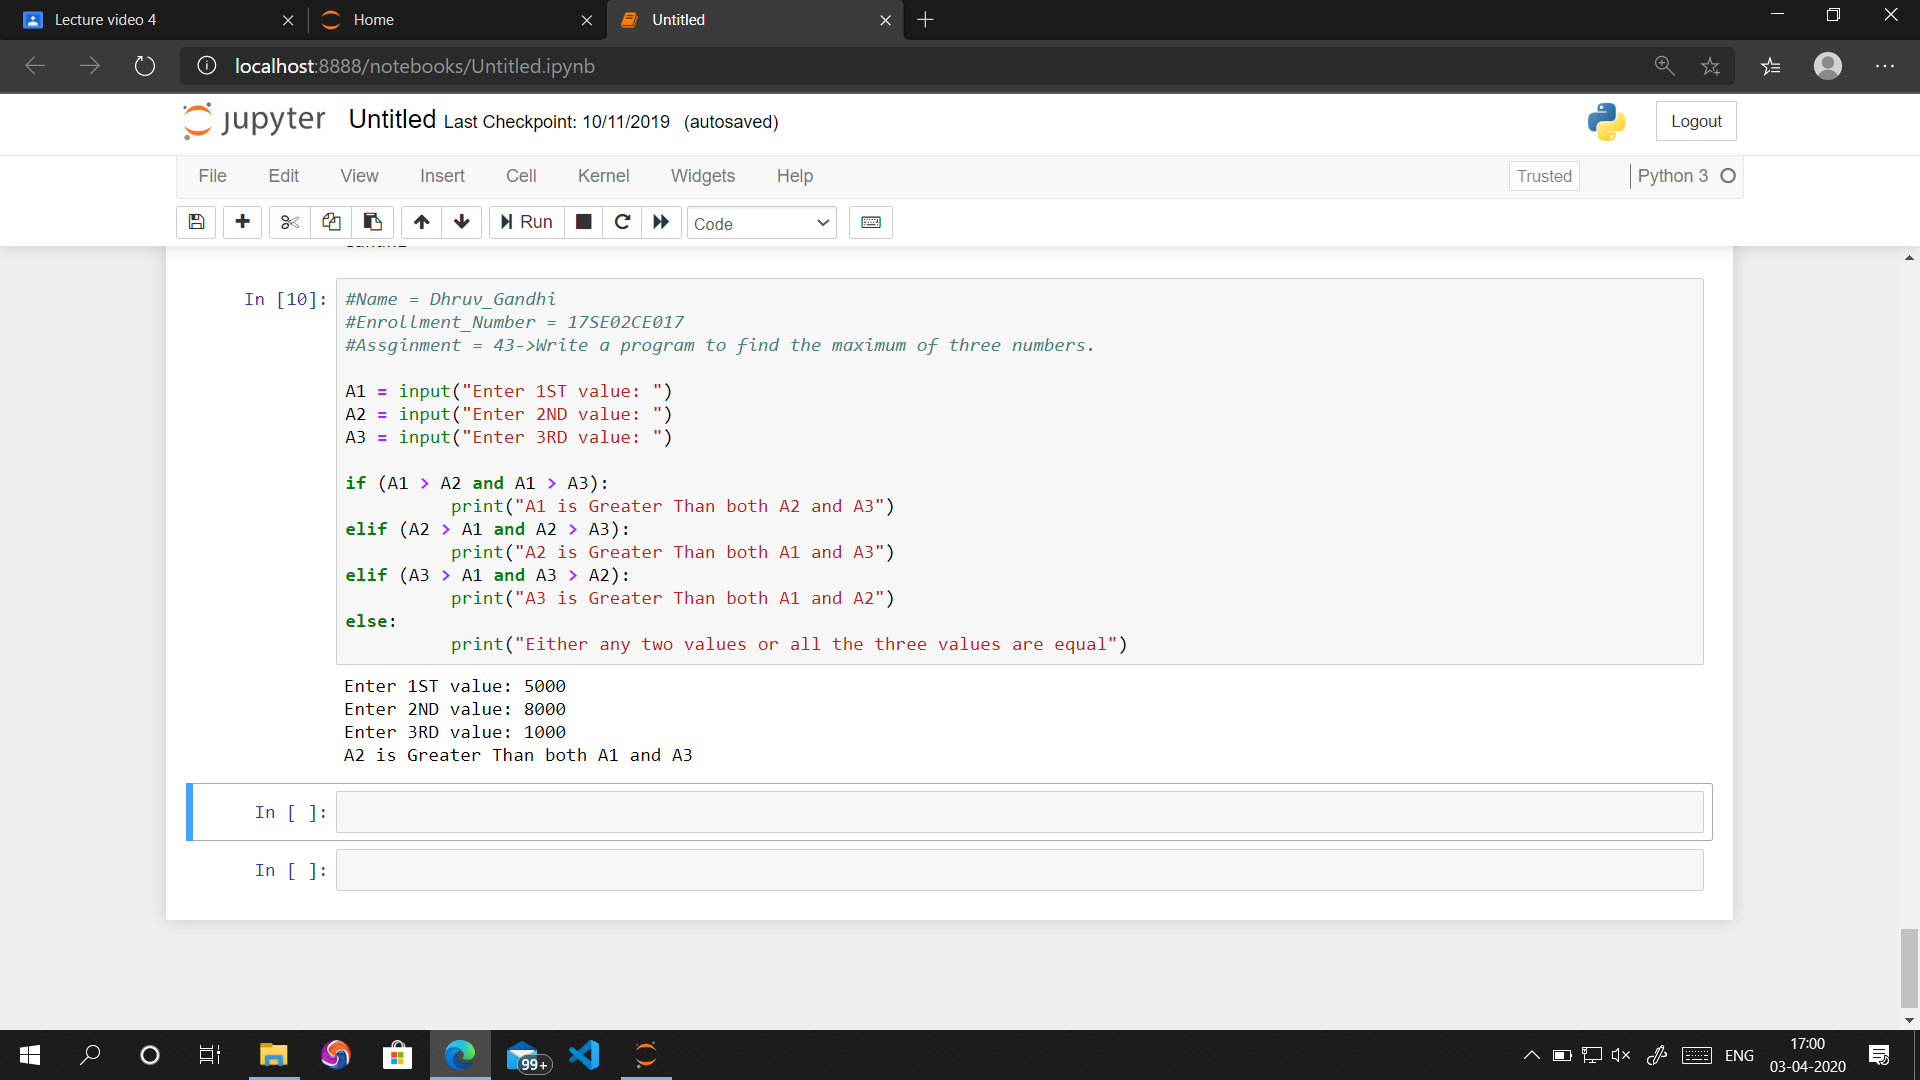 Lecture video 4
Home
Untitled
localhost:8888/notebooks/Untitled.ipynb
jupyter Untitled Last Checkpoint: 10/11/2019 (autosaved)
Logout
File Edit View Insert Cell Kernel Widgets Help
Trusted
Python 3
Run
Code
In [10]:
#Name = Dhruv_Gandhi
#Enrollment_Number = 17SE02CE017
#Assginment = 43->Write a program to find the maximum of three numbers.
A1 = input("Enter 1ST value: ")
A2 = input("Enter 2ND value: ")
A3 = input("Enter 3RD value: ")
if (A1 > A2 and A1 > A3):
print("A1 is Greater Than both A2 and A3")
elif (A2 > A1 and A2 > A3):
print("A2 is Greater Than both A1 and A3")
elif (A3 > A1 and A3 > A2):
print("A3 is Greater Than both A1 and A2")
else:
print("Either any two values or all the three values are equal")
Enter 1ST value: 5000
Enter 2ND value: 8000
Enter 3RD value: 1000
A2 is Greater Than both A1 and A3
In [ ]:
In [ ]:
99+
ENG
17:00
03-04-2020